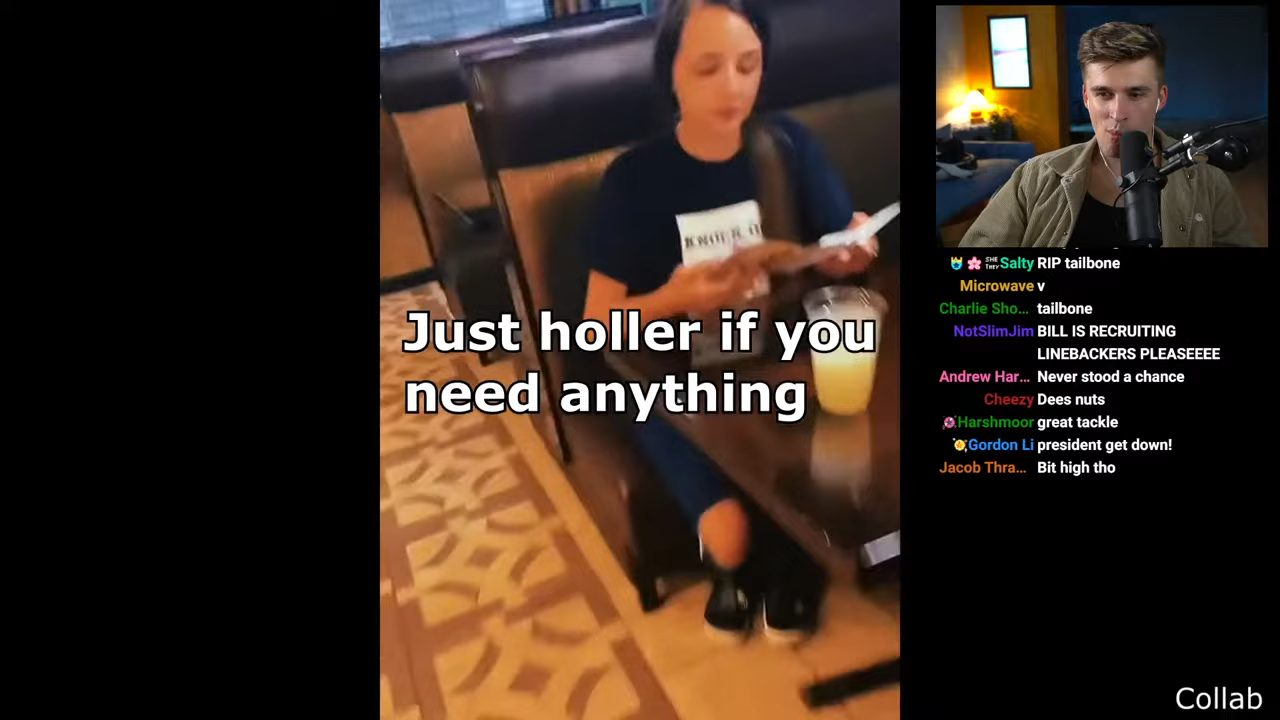 Just holler if you
need anything
SHE
THEY
Salty RIP tailbone
Microwave v
Charlie Sho... tailbone
NotSlimJim BILL IS RECRUITING
LINEBACKERS PLEASEEEE
Andrew Har... Never stood a chance
Cheezy Dees nuts
Harshmoor great tackle
Gordon Li president get down!
Jacob Thra... Bit high tho
Collab